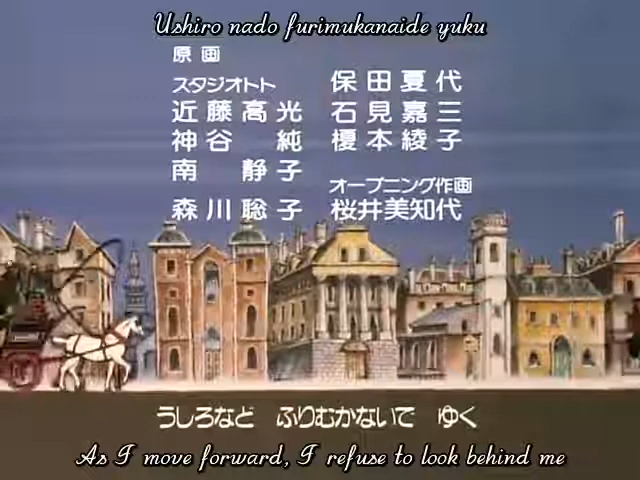 Ushiro nado furimukanaide yuku
原画
スタジオトト 保田夏代
近藤高光 石見嘉三
神谷 純 榎本綾子
南 静子
オープニング作画
森川聡子 桜井美知代
うしろなど ふりむかないで ゆく
As I move forward, I refuse to look behind me